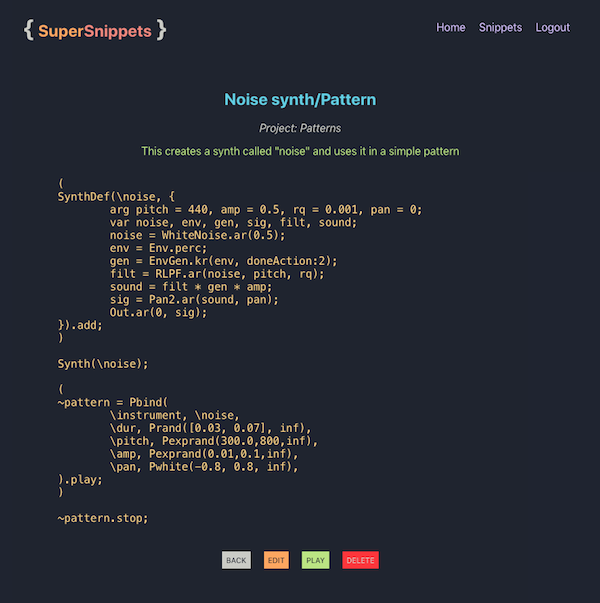 { SuperSnippets }
Home Snippets Logout
Noise synth/Pattern
Project: Patterns
This creates a synth called "noise" and uses it in a simple pattern
(
SynthDef(\noise, {
        arg pitch = 440, amp = 0.5, rq = 0.001, pan = 0;
        var noise, env, gen, sig, filt, sound;
        noise = WhiteNoise.ar(0.5);
        env = Env.perc;
        gen = EnvGen.kr(env, doneAction:2);
        filt = RLPF.ar(noise, pitch, rq);
        sound = filt * gen * amp;
        sig = Pan2.ar(sound, pan);
        Out.ar(0, sig);
}).add;
)
Synth(\noise);
(
~pattern = Pbind(
        \instrument, \noise,
        \dur, Prand([0.03, 0.07], inf),
        \pitch, Pexprand(300.0,800,inf),
        \amp, Pexprand(0.01,0.1,inf),
        \pan, Pwhite(-0.8, 0.8, inf),
).play;
)
~pattern.stop;
BACK EDIT PLAY DELETE